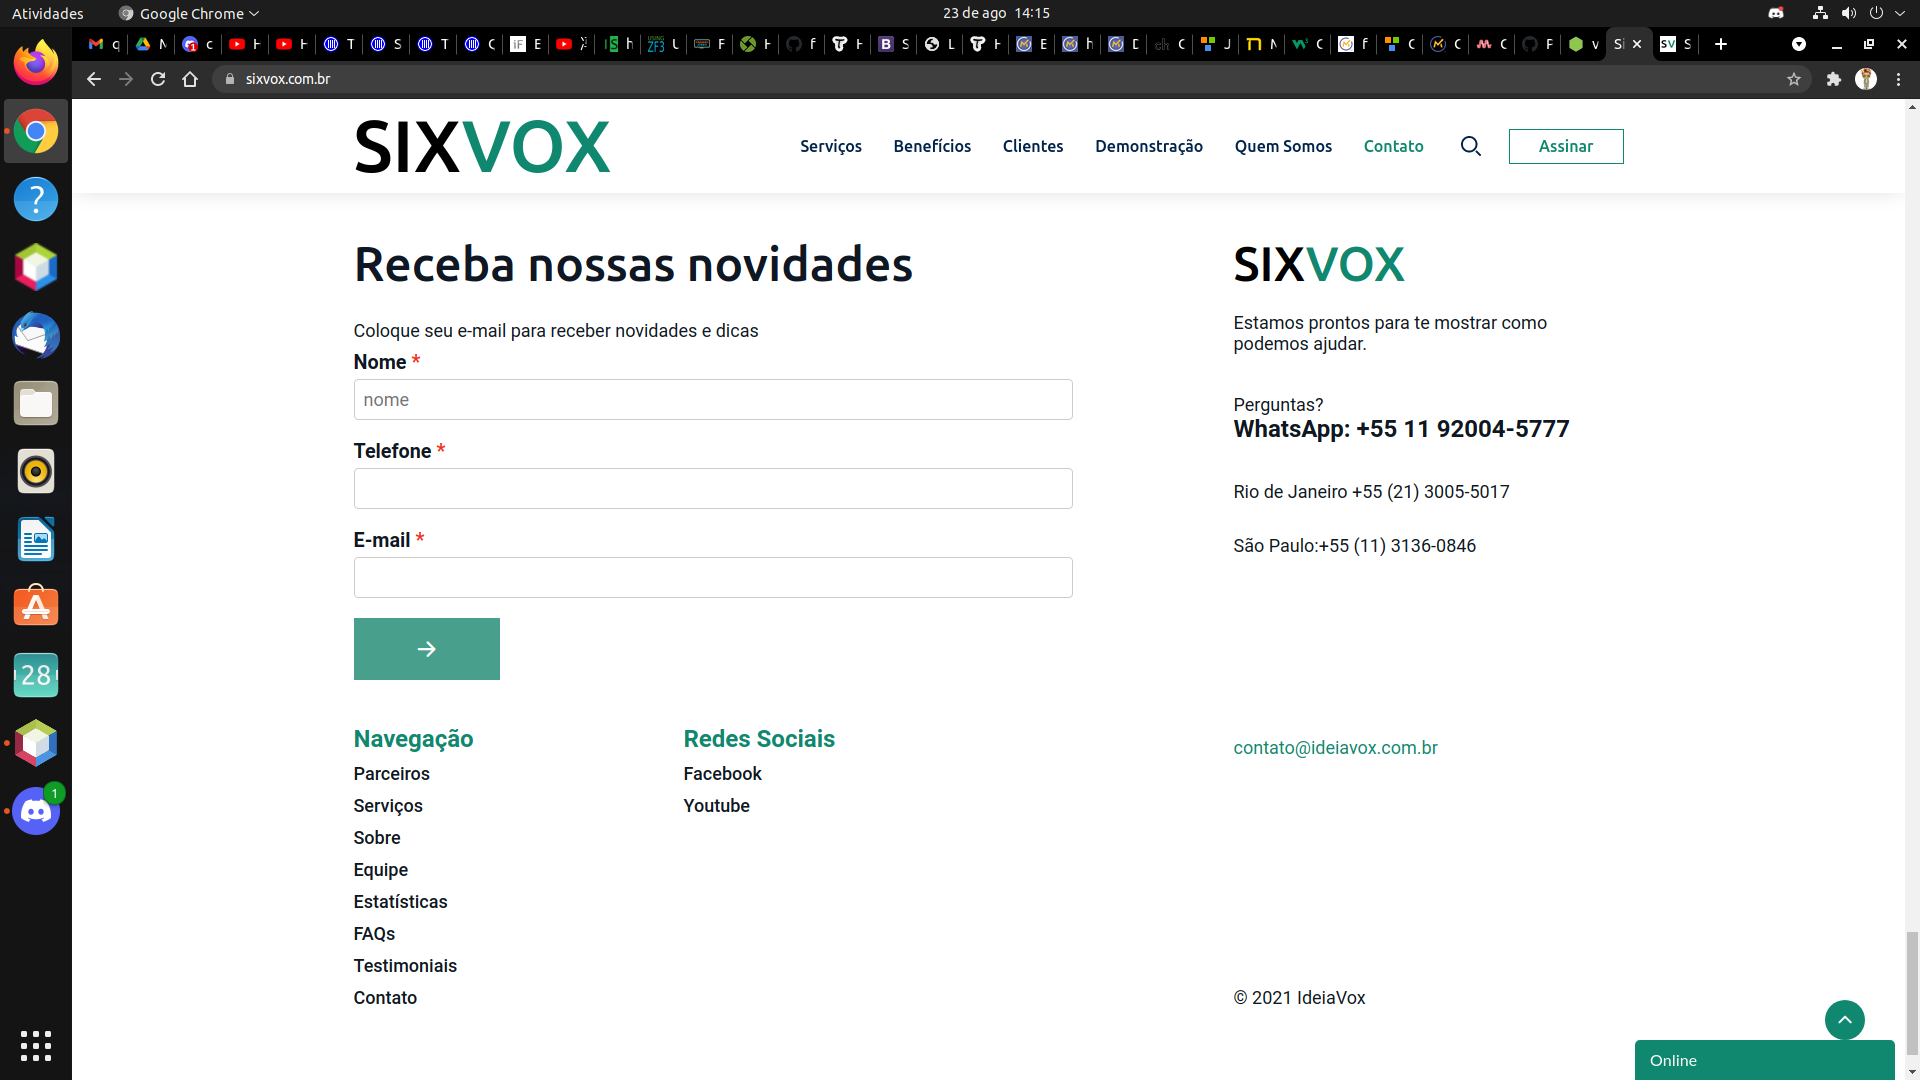 Atividades
Google Chrome
23 de ago 14:15
sixvox.com.br
SIXVOX
Serviços
Benefícios
Clientes
Demonstração
Quem Somos
Contato
Assinar
Receba nossas novidades
Coloque seu e-mail para receber novidades e dicas
Nome *
nome
Telefone *
E-mail *
SIXVOX
Estamos prontos para te mostrar como
podemos ajudar.
Perguntas?
WhatsApp: +55 11 92004-5777
Rio de Janeiro +55 (21) 3005-5017
São Paulo:+55 (11) 3136-0846
Navegação
Parceiros
Serviços
Sobre
Equipe
Estatísticas
FAQs
Testimoniais
Contato
Redes Sociais
Facebook
Youtube
contato@ideiavox.com.br
© 2021 IdeiaVox
Online
28
1